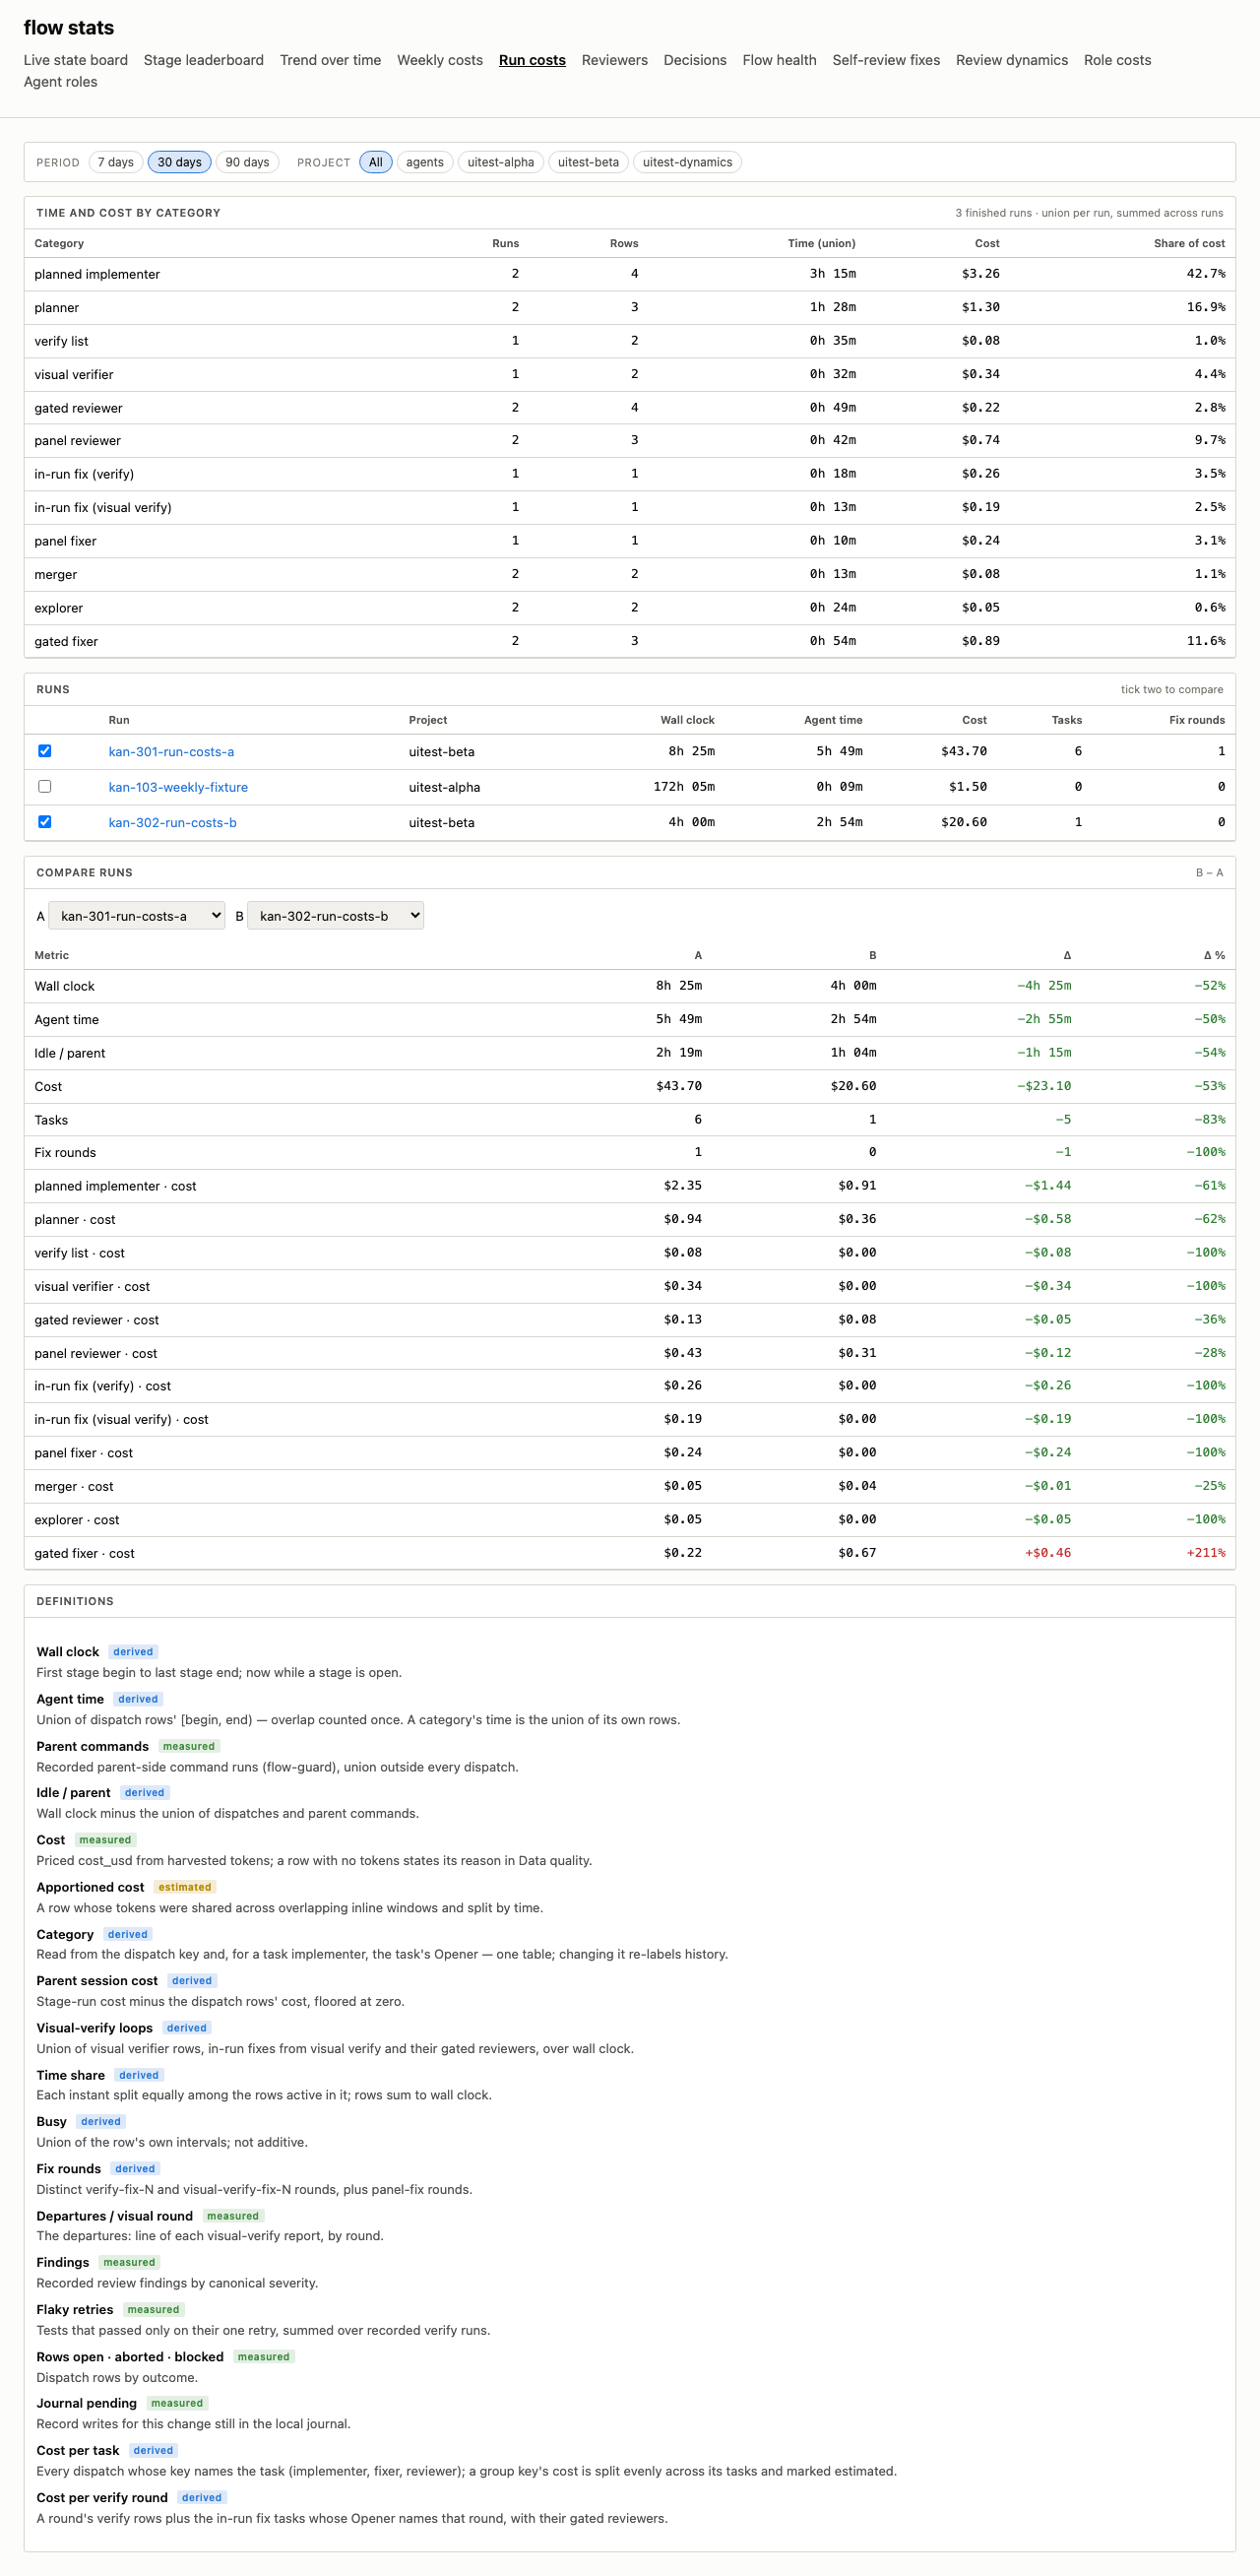 flow stats
Live state board Stage leaderboard Trend over time Weekly costs Run costs Reviewers Decisions Flow health Self-review fixes Review dynamics Role costs
Agent roles
PERIOD 7 days 30 days 90 days PROJECT All agents uitest-alpha uitest-beta uitest-dynamics
TIME AND COST BY CATEGORY 3 finished runs · union per run, summed across runs
Category Runs Rows Time (union) Cost Share of cost
planned implementer 2 4 3h 15m $3.26 42.7%
planner 2 3 1h 28m $1.30 16.9%
verify list 1 2 0h 35m $0.08 1.0%
visual verifier 1 2 0h 32m $0.34 4.4%
gated reviewer 2 4 0h 49m $0.22 2.8%
panel reviewer 2 3 0h 42m $0.74 9.7%
in-run fix (verify) 1 1 0h 18m $0.26 3.5%
in-run fix (visual verify) 1 1 0h 13m $0.19 2.5%
panel fixer 1 1 0h 10m $0.24 3.1%
merger 2 2 0h 13m $0.08 1.1%
explorer 2 2 0h 24m $0.05 0.6%
gated fixer 2 3 0h 54m $0.89 11.6%
RUNS tick two to compare
Run Project Wall clock Agent time Cost Tasks Fix rounds
kan-301-run-costs-a uitest-beta 8h 25m 5h 49m $43.70 6 1
kan-103-weekly-fixture uitest-alpha 172h 05m 0h 09m $1.50 0 0
kan-302-run-costs-b uitest-beta 4h 00m 2h 54m $20.60 1 0
COMPARE RUNS B – A
A kan-301-run-costs-a B kan-302-run-costs-b
Metric A B Δ Δ %
Wall clock 8h 25m 4h 00m −4h 25m −52%
Agent time 5h 49m 2h 54m −2h 55m −50%
Idle / parent 2h 19m 1h 04m −1h 15m −54%
Cost $43.70 $20.60 −$23.10 −53%
Tasks 6 1 −5 −83%
Fix rounds 1 0 −1 −100%
planned implementer · cost $2.35 $0.91 −$1.44 −61%
planner · cost $0.94 $0.36 −$0.58 −62%
verify list · cost $0.08 $0.00 −$0.08 −100%
visual verifier · cost $0.34 $0.00 −$0.34 −100%
gated reviewer · cost $0.13 $0.08 −$0.05 −36%
panel reviewer · cost $0.43 $0.31 −$0.12 −28%
in-run fix (verify) · cost $0.26 $0.00 −$0.26 −100%
in-run fix (visual verify) · cost $0.19 $0.00 −$0.19 −100%
panel fixer · cost $0.24 $0.00 −$0.24 −100%
merger · cost $0.05 $0.04 −$0.01 −25%
explorer · cost $0.05 $0.00 −$0.05 −100%
gated fixer · cost $0.22 $0.67 +$0.46 +211%
DEFINITIONS
Wall clock derived
First stage begin to last stage end; now while a stage is open.
Agent time derived
Union of dispatch rows' [begin, end) — overlap counted once. A category's time is the union of its own rows.
Parent commands measured
Recorded parent-side command runs (flow-guard), union outside every dispatch.
Idle / parent derived
Wall clock minus the union of dispatches and parent commands.
Cost measured
Priced cost_usd from harvested tokens; a row with no tokens states its reason in Data quality.
Apportioned cost estimated
A row whose tokens were shared across overlapping inline windows and split by time.
Category derived
Read from the dispatch key and, for a task implementer, the task's Opener — one table; changing it re-labels history.
Parent session cost derived
Stage-run cost minus the dispatch rows' cost, floored at zero.
Visual-verify loops derived
Union of visual verifier rows, in-run fixes from visual verify and their gated reviewers, over wall clock.
Time share derived
Each instant split equally among the rows active in it; rows sum to wall clock.
Busy derived
Union of the row's own intervals; not additive.
Fix rounds derived
Distinct verify-fix-N and visual-verify-fix-N rounds, plus panel-fix rounds.
Departures / visual round measured
The departures: line of each visual-verify report, by round.
Findings measured
Recorded review findings by canonical severity.
Flaky retries measured
Tests that passed only on their one retry, summed over recorded verify runs.
Rows open · aborted · blocked measured
Dispatch rows by outcome.
Journal pending measured
Record writes for this change still in the local journal.
Cost per task derived
Every dispatch whose key names the task (implementer, fixer, reviewer); a group key's cost is split evenly across its tasks and marked estimated.
Cost per verify round derived
A round's verify rows plus the in-run fix tasks whose Opener names that round, with their gated reviewers.